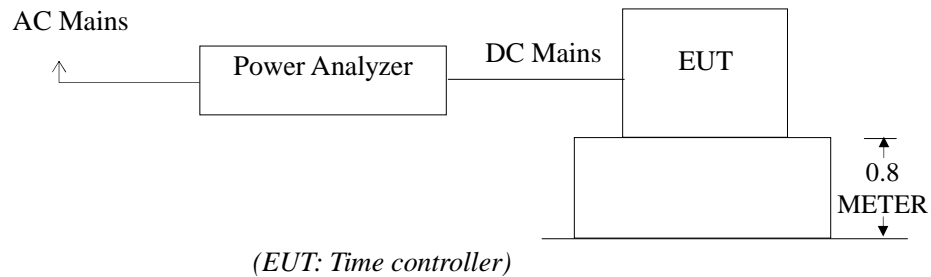 AC Mains
Power Analyzer
DC Mains
EUT
0.8
METER
(EUT: Time controller)